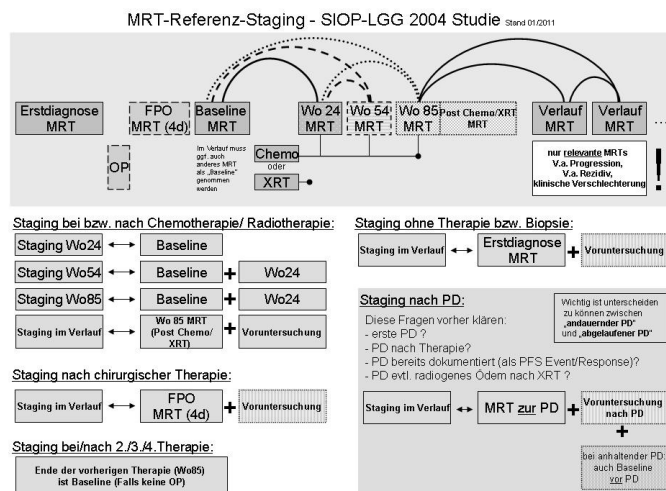 MRT-Referenz-Staging - SIOP-LGG 2004 Studie Stand 01/2011
Erstdiagnose
MRT
FPO
MRT (4d)
Baseline
MRT
Wo 24
MRT
Wo 54
MRT
Wo 85
MRT
Post Chemo/XRT
MRT
Verlauf
MRT
Verlauf
MRT
...
OP
Im Verlauf muss
ggf. auch
anderes MRT
als „Baseline"
genommen
werden
Chemo
oder
XRT
nur relevante MRTs
V.a. Progression,
V.a. Rezidiv,
klinische Verschlechterung
!
Staging bei bzw. nach Chemotherapie/ Radiotherapie:
Staging Wo24 ↔ Baseline
Staging Wo54 ↔ Baseline + Wo24
Staging Wo85 ↔ Baseline + Wo24
Staging im Verlauf ↔ Wo 85 MRT
(Post Chemo/
XRT)
+ Voruntersuchung
Staging nach chirurgischer Therapie:
Staging im Verlauf ↔ FPO
MRT (4d)
+ Voruntersuchung
Staging bei/nach 2./3./4.Therapie:
Ende der vorherigen Therapie (Wo85)
ist Baseline (Falls keine OP)
Staging ohne Therapie bzw. Biopsie:
Staging im Verlauf ↔ Erstdiagnose
MRT
+ Voruntersuchung
Staging nach PD:
Wichtig ist unterscheiden
zu können zwischen
„andauernder PD"
und „abgelaufener PD"
Diese Fragen vorher klären:
- erste PD ?
- PD nach Therapie?
- PD bereits dokumentiert (als PFS Event/Response)?
- PD evtl. radiogenes Ödem nach XRT ?
Staging im Verlauf ↔ MRT zur PD + Voruntersuchung
nach PD
+
bei anhaltender PD:
auch Baseline
vor PD